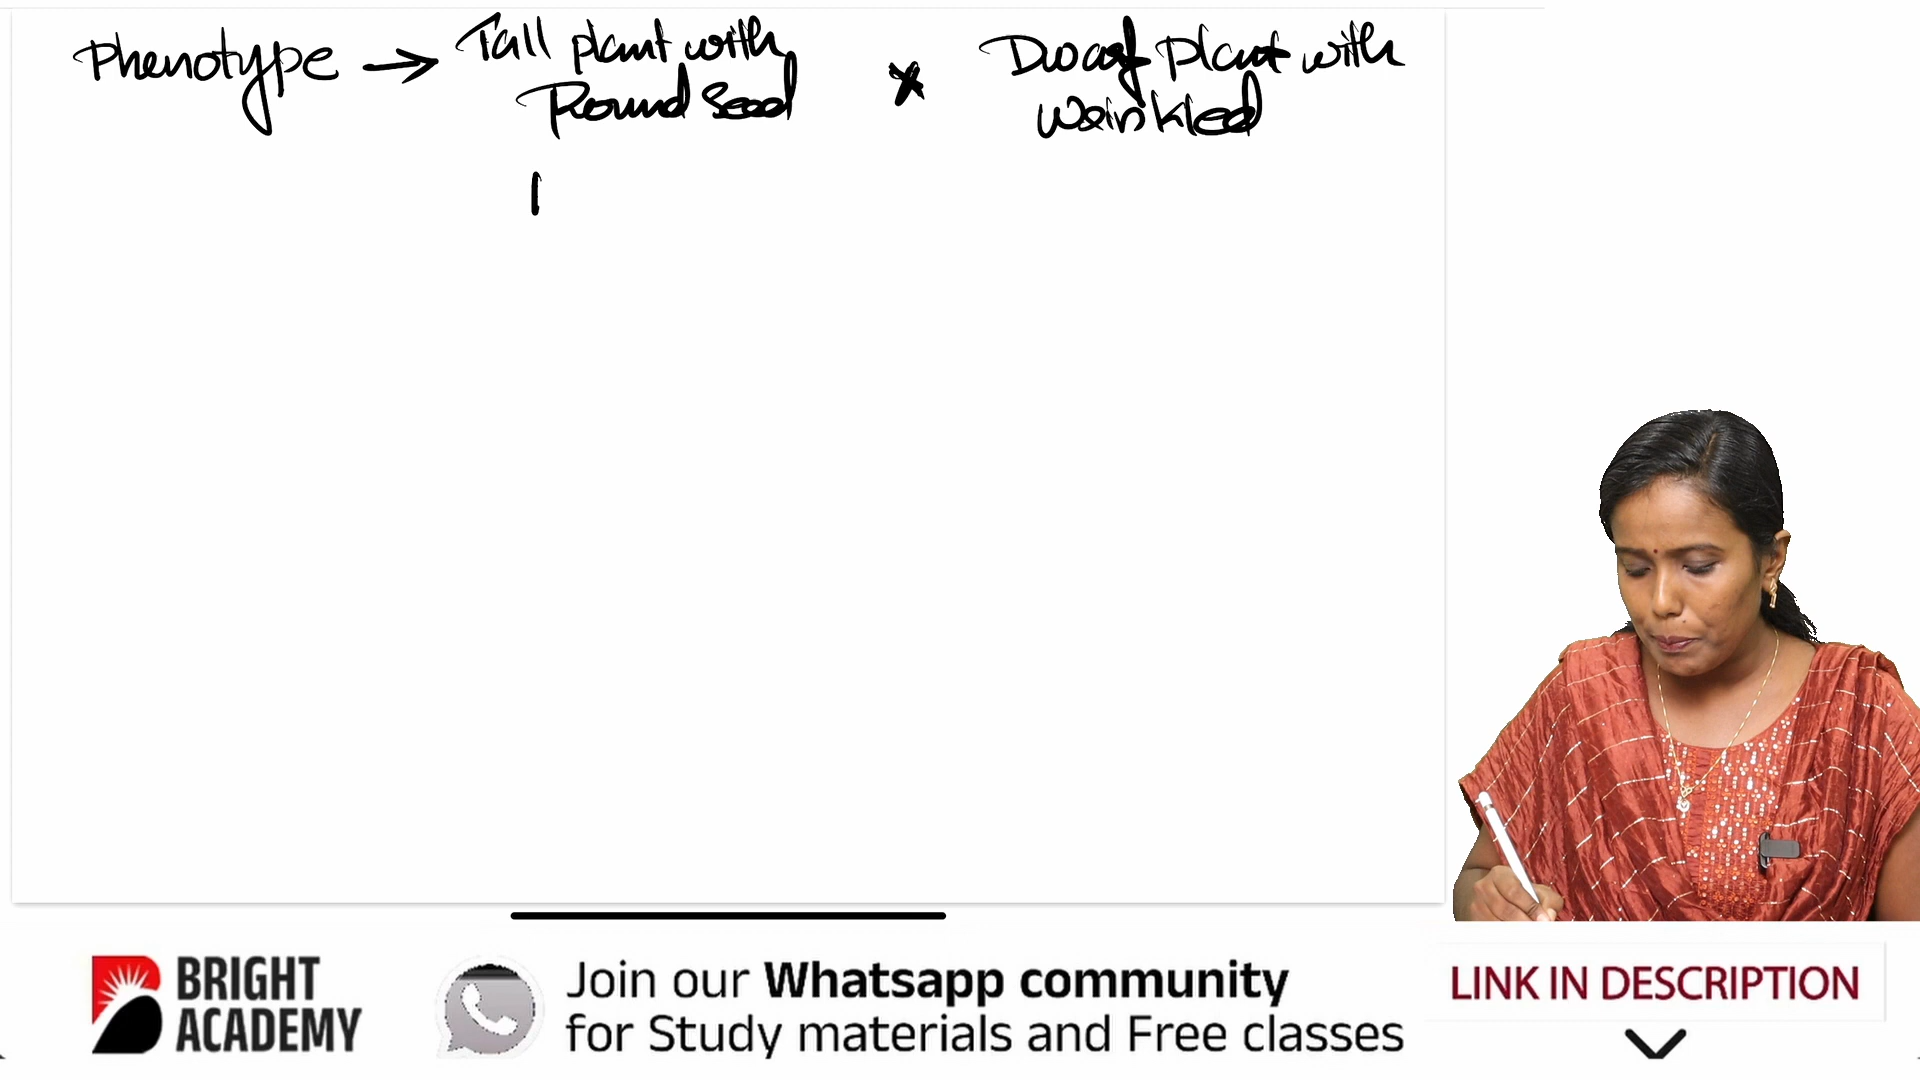 Phenotype → Tall plant with
Round Seed
×
Dwarf plant with
Wrinkled
BRIGHT
ACADEMY
Join our Whatsapp community
for Study materials and Free classes
LINK IN DESCRIPTION